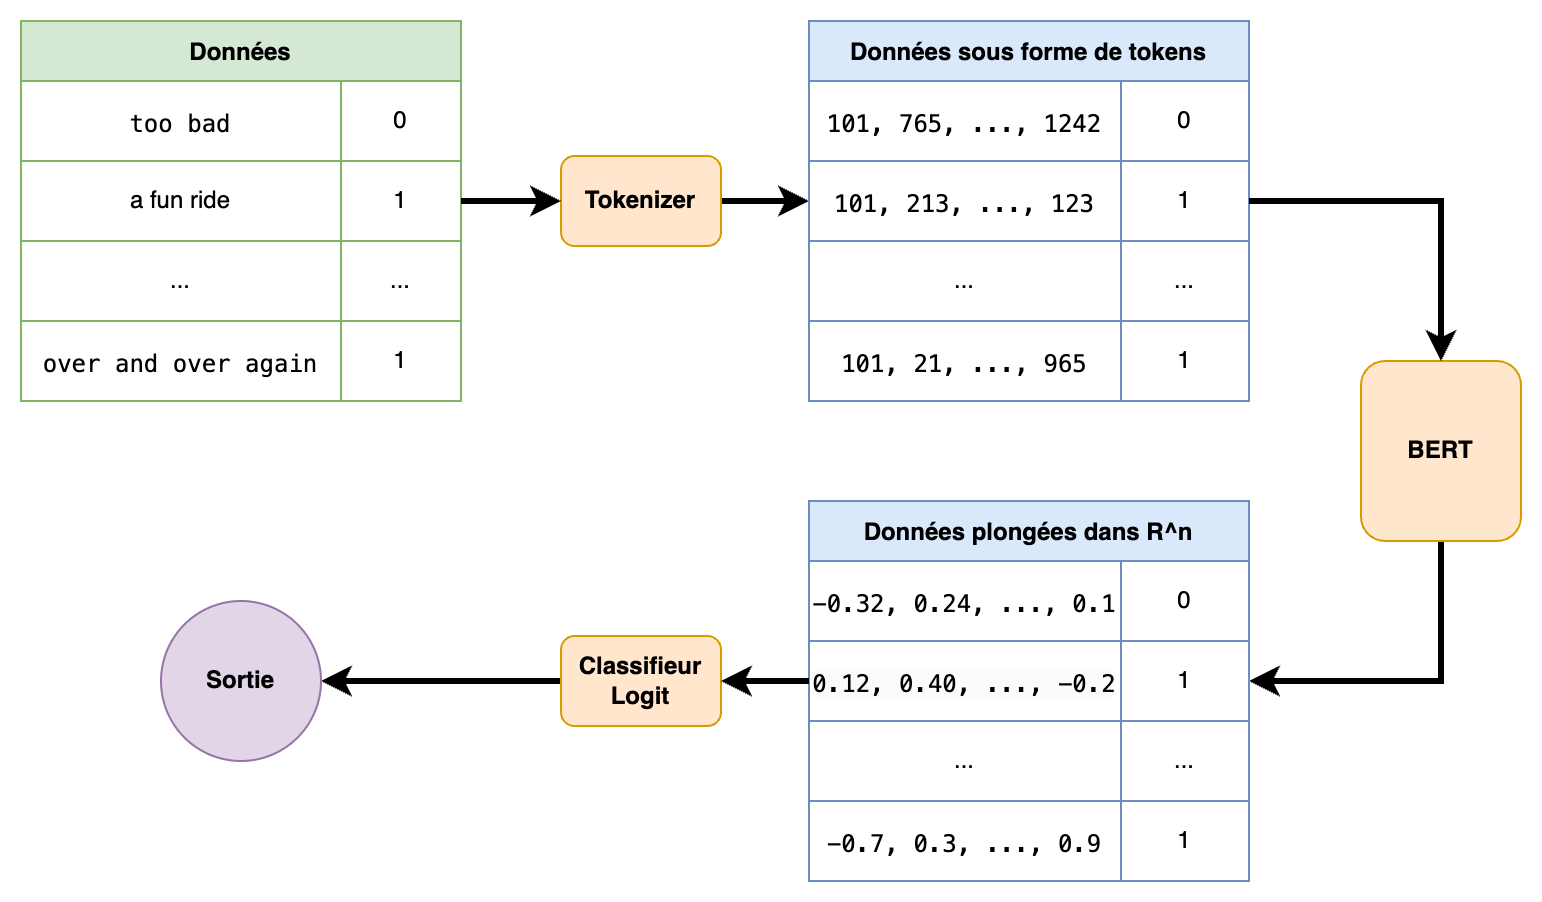 Données
too bad 0
a fun ride 1
... ...
over and over again 1
Tokenizer
Données sous forme de tokens
101, 765, ..., 1242 0
101, 213, ..., 123 1
... ...
101, 21, ..., 965 1
BERT
Données plongées dans R^n
-0.32, 0.24, ..., 0.1 0
0.12, 0.40, ..., -0.2 1
... ...
-0.7, 0.3, ..., 0.9 1
Classifieur
Logit
Sortie